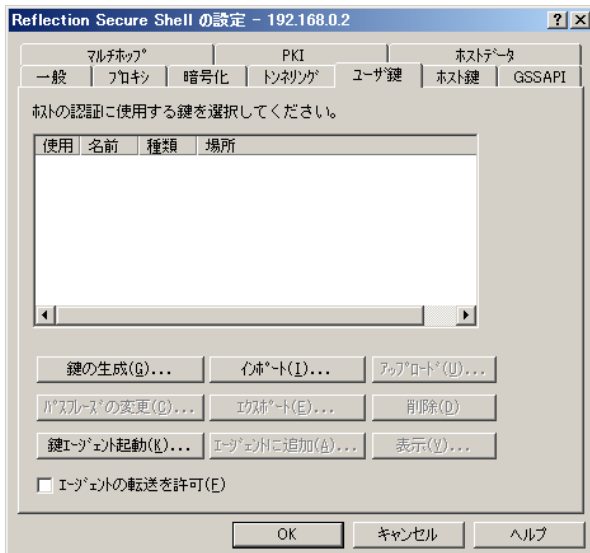 Reflection Secure Shell の設定 - 192.168.0.2
ﾏﾙﾁﾎｯﾌﾟ PKI ﾎｽﾄﾃﾞｰﾀ
一般 ﾌﾟﾛｷｼ 暗号化 ﾄﾝﾈﾘﾝｸﾞ ﾕｰｻﾞ鍵 ﾎｽﾄ鍵 GSSAPI
ﾎｽﾄの認証に使用する鍵を選択してください。
使用 名前 種類 場所
鍵の生成(G)... ｲﾝﾎﾟｰﾄ(I)... ｱｯﾌﾟﾛｰﾄﾞ(U)...
ﾊﾟｽﾌﾚｰｽﾞの変更(C)... ｴｸｽﾎﾟｰﾄ(E)... 削除(D)
鍵ｴｰｼﾞｪﾝﾄ起動(K)... ｴｰｼﾞｪﾝﾄに追加(A)... 表示(V)...
ｴｰｼﾞｪﾝﾄの転送を許可(F)
OK キャンセル ヘルプ